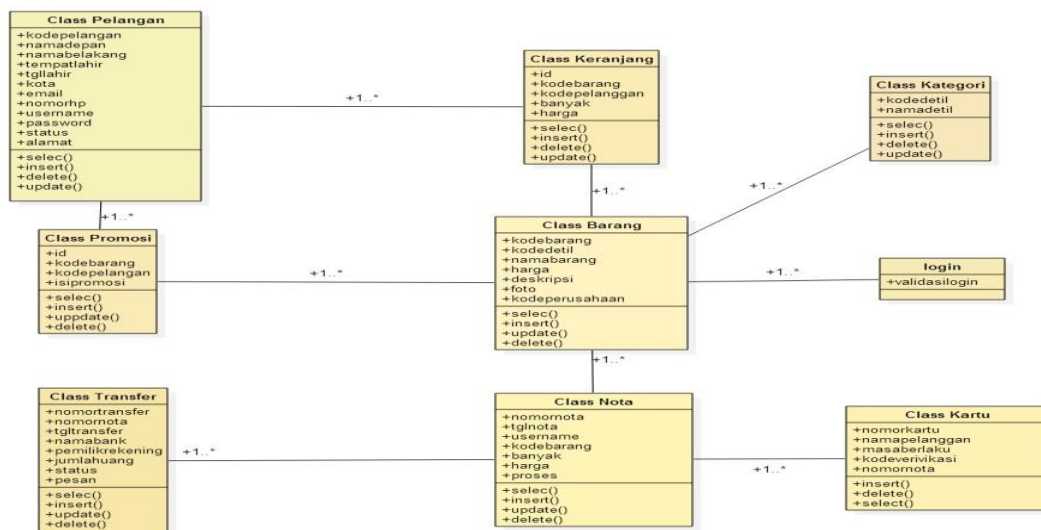 Class Pelangan
+kodepelangan
+namadepan
+namabelakang
+tempatlahir
+tgllahir
+kota
+email
+nomorhp
+username
+password
+status
+alamat
+selec()
+insert()
+delete()
+update()
+1..*
Class Keranjang
+id
+kodebarang
+kodepelanggan
+banyak
+harga
+selec()
+insert()
+delete()
+update()
Class Kategori
+kodedetil
+namadetil
+selec()
+insert()
+delete()
+update()
+1..*
+1..*
+1..*
Class Promosi
+id
+kodebarang
+kodepelangan
+isipromosi
+selec()
+insert()
+uppdate()
+delete()
+1..*
Class Barang
+kodebarang
+kodedetil
+namabarang
+harga
+deskripsi
+foto
+kodeperusahaan
+selec()
+insert()
+update()
+delete()
+1..*
login
+validasilogin
+1..*
Class Transfer
+nomortransfer
+nomornota
+tgltransfer
+namabank
+pemilikrekening
+jumlahuang
+status
+pesan
+selec()
+insert()
+update()
+delete()
+1..*
Class Nota
+nomornota
+tglnota
+username
+kodebarang
+banyak
+harga
+proses
+selec()
+insert()
+update()
+delete()
+1..*
Class Kartu
+nomorkartu
+namapelanggan
+masaberlaku
+kodeverivikasi
+nomornota
+insert()
+delete()
+select()